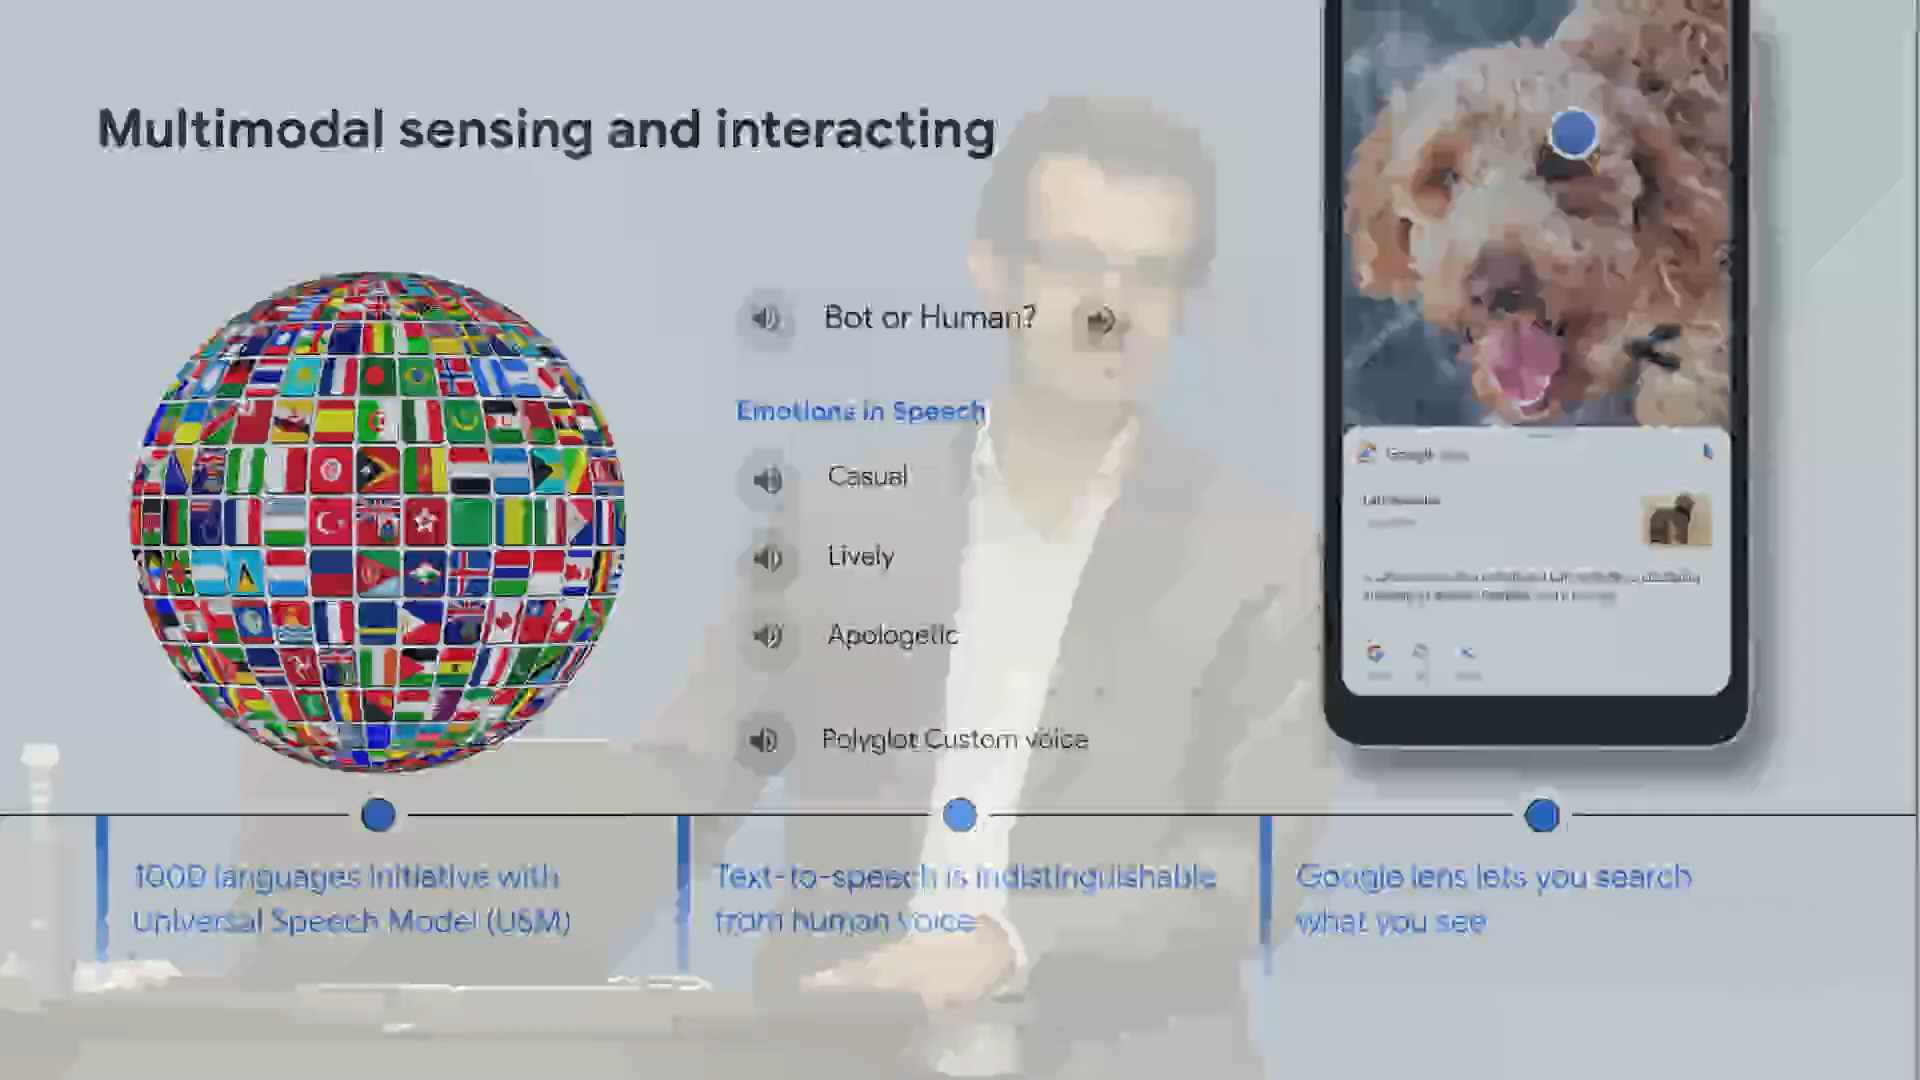 Multimodal sensing and interacting
Bot or Human?
Emotions in Speech
Casual
Lively
Apologetic
Polyglot Custom voice
Google
1000 languages initiative with
Universal Speech Model (USM)
Text-to-speech is indistinguishable
from human voice
Google lens lets you search
what you see